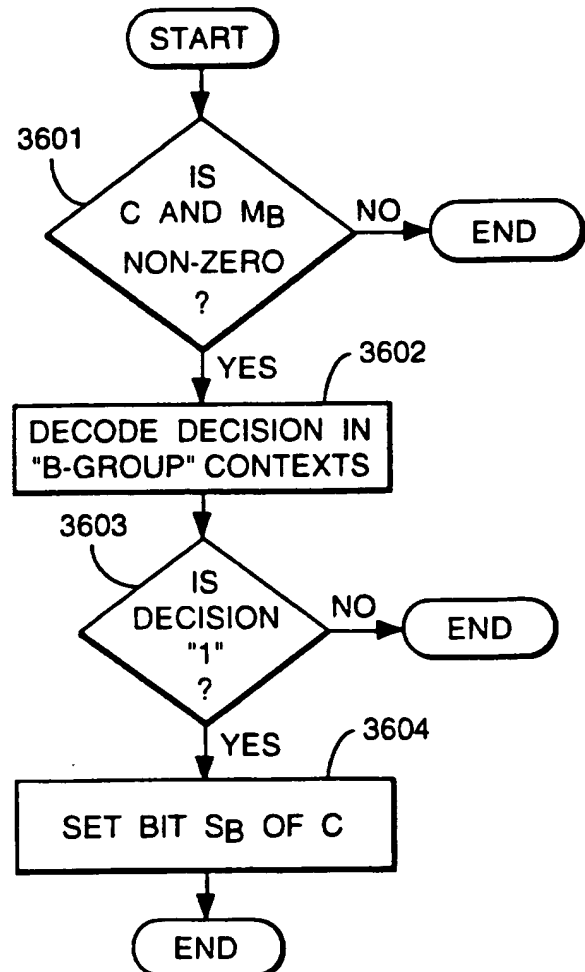 START
3601
IS
C AND MB
NON-ZERO
?
NO
END
YES
3602
DECODE DECISION IN
"B-GROUP" CONTEXTS
3603
IS
DECISION
"1"
?
NO
END
YES
3604
SET BIT SB OF C
END